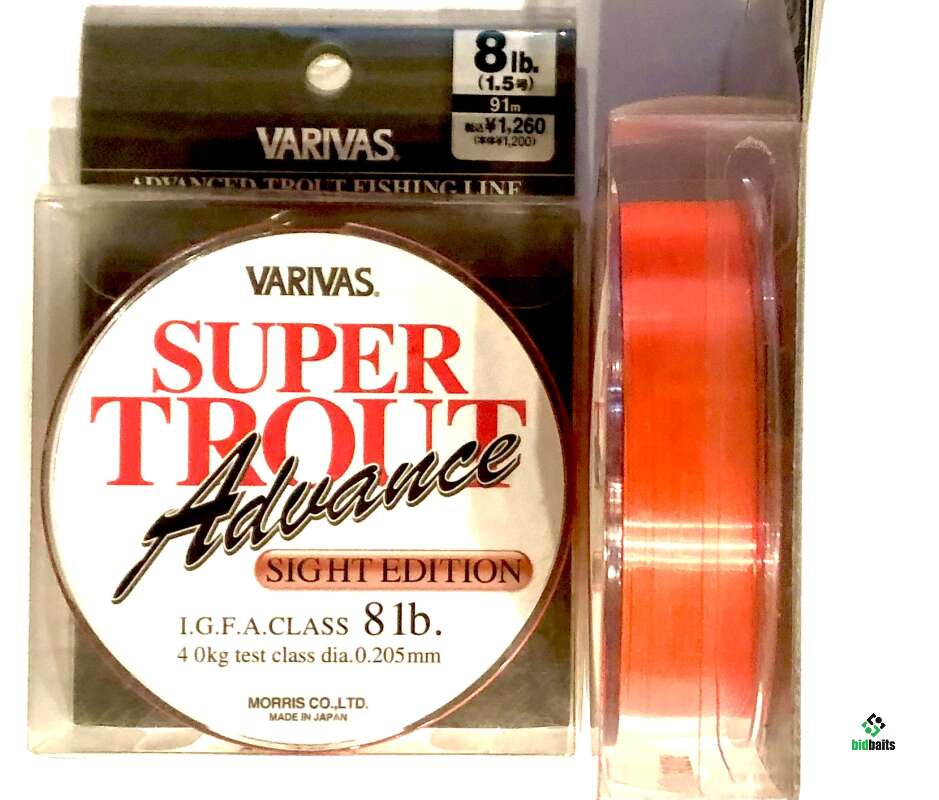 8lb.
(1.5号)
91m
税込¥1,260
(本体¥1,200)
VARIVAS®
ADVANCED TROUT FISHING LINE
VARIVAS®
SUPER
TROUT
Advance
SIGHT EDITION
I.G.F.A.CLASS 8lb.
4 0kg test class dia.0.205mm
MORRIS CO.,LTD.
MADE IN JAPAN
bidbaits